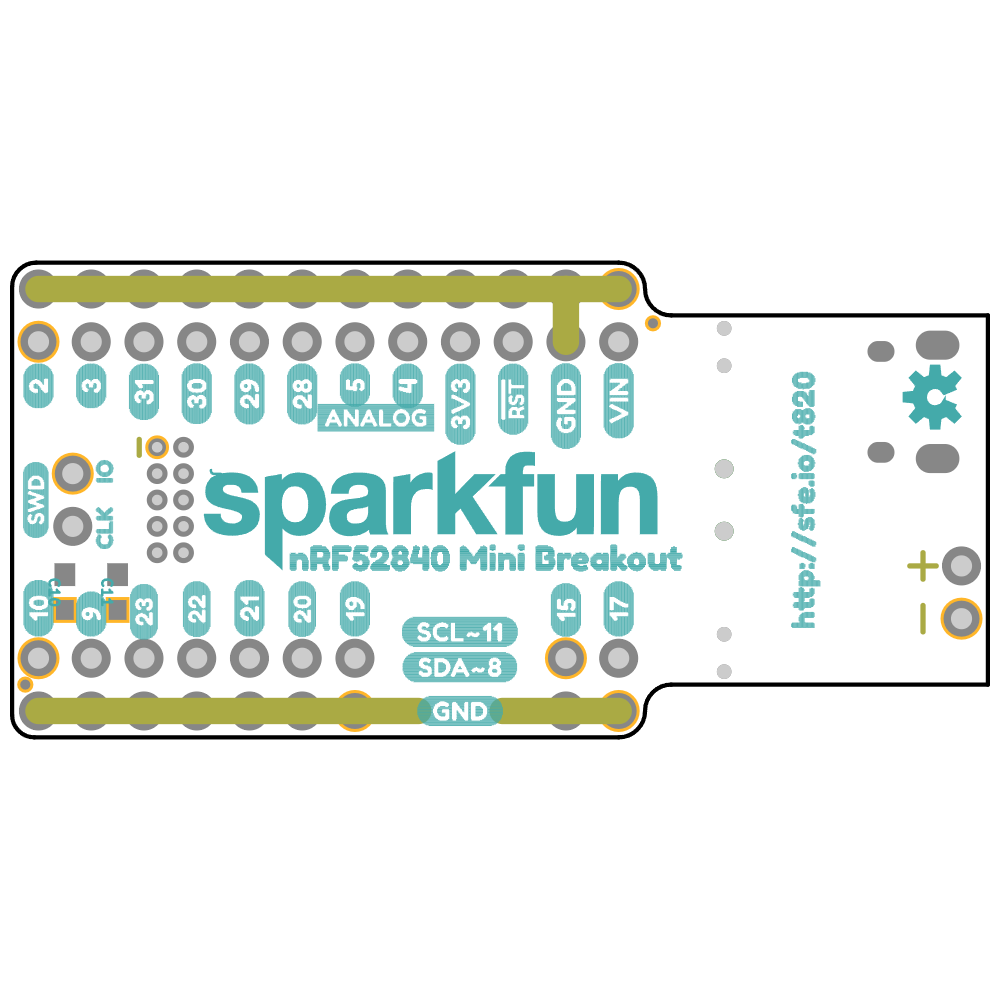 2
3
31
30
29
28
5
4
3V3
RST
GND
VIN
ANALOG
SWD
IO
CLK
sparkfun
nRF52840 Mini Breakout
http://sfe.io/t820
+
−
10
9
23
22
21
20
19
15
17
SCL~11
SDA~8
GND